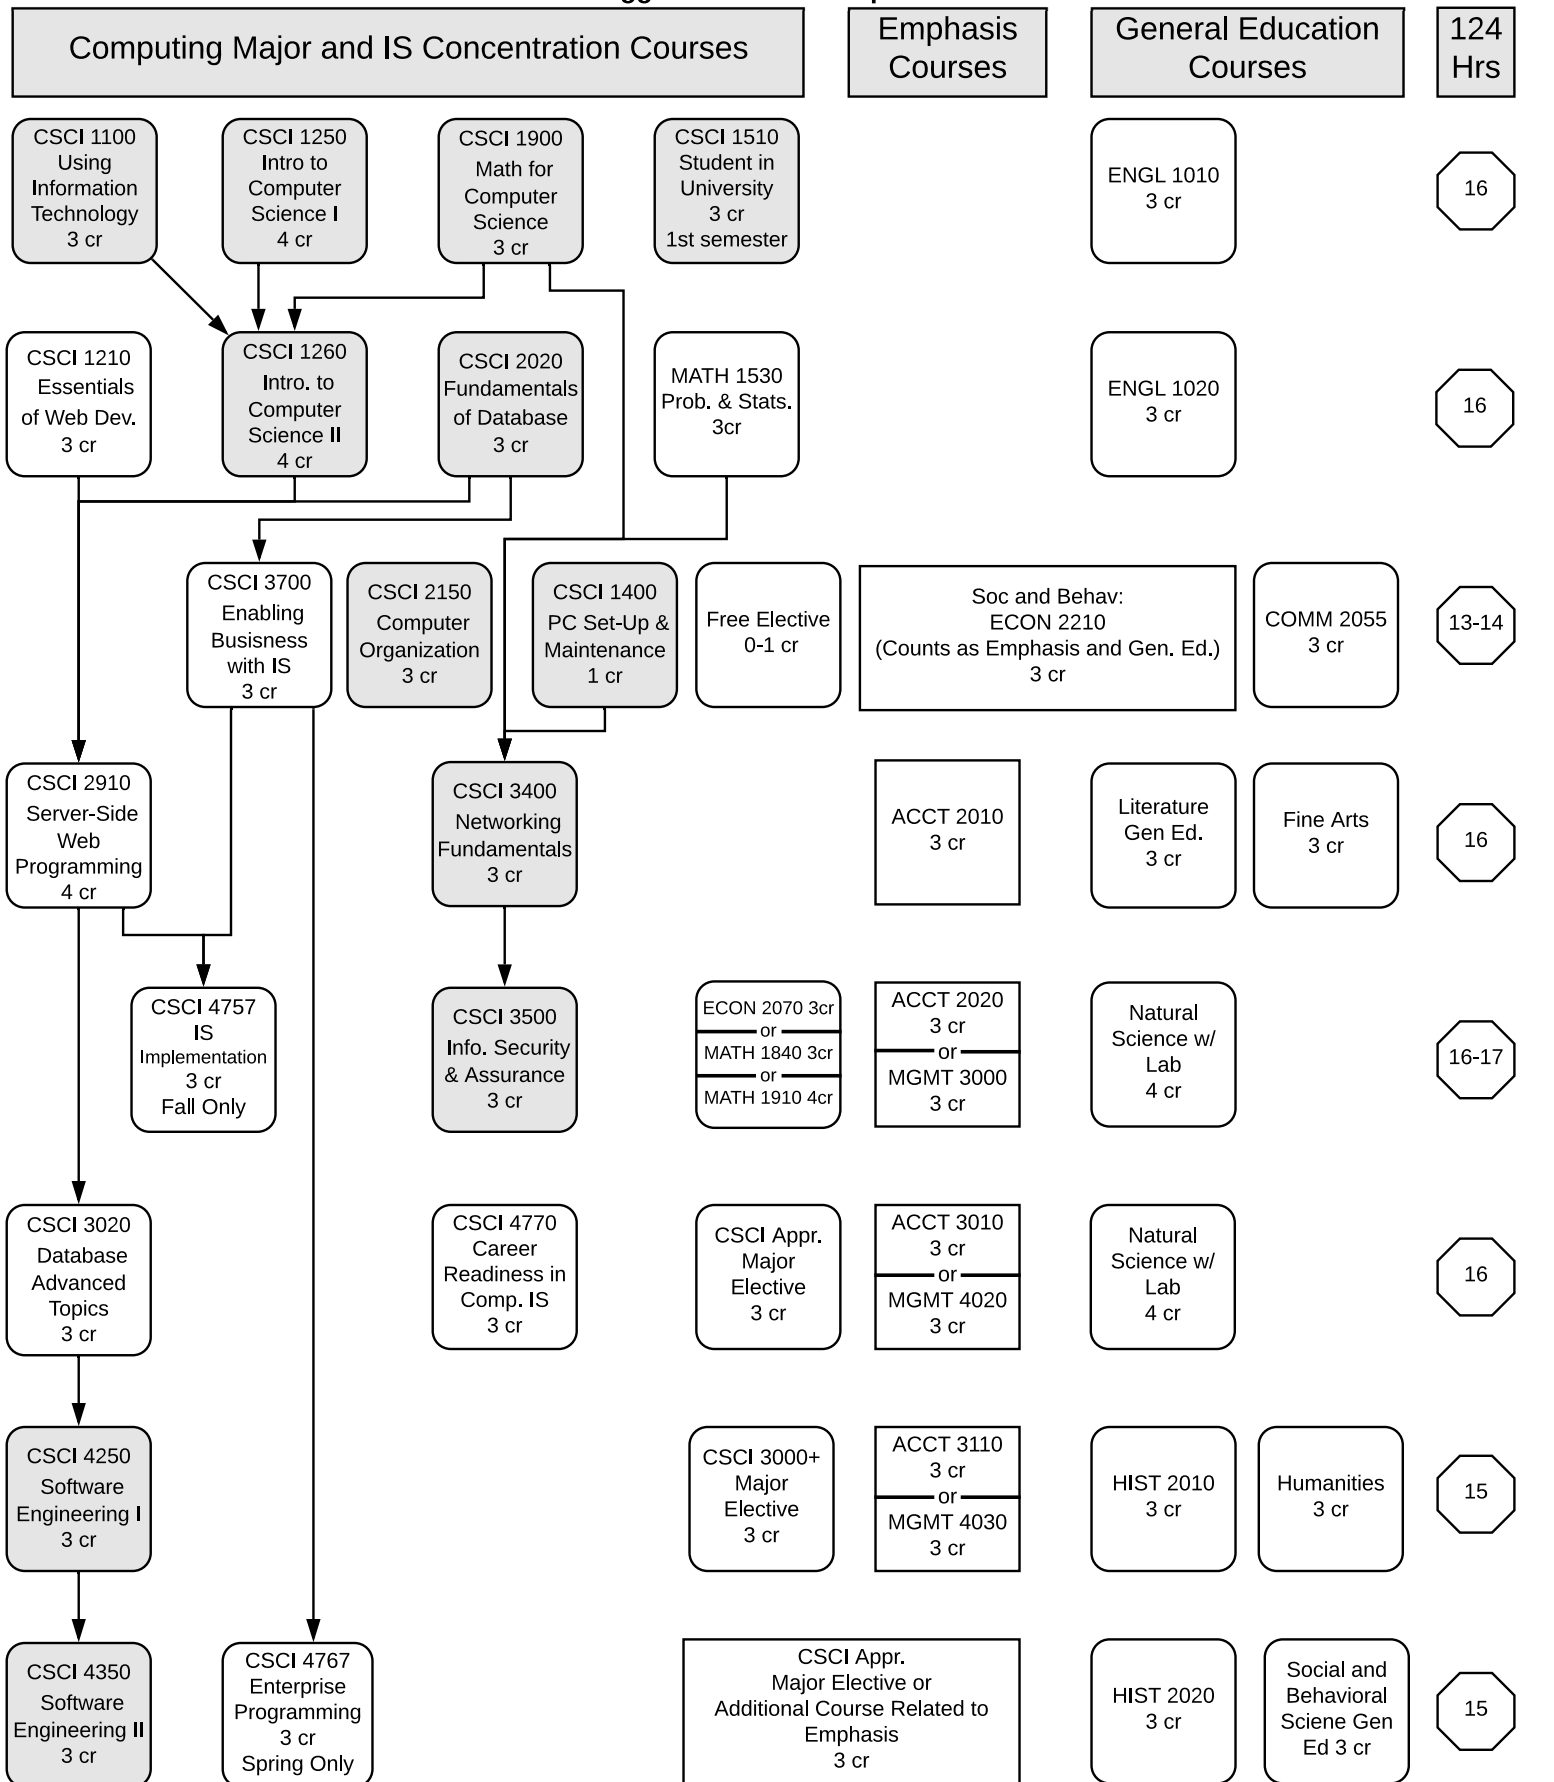 Computing Major and IS Concentration Courses
Emphasis
Courses
General Education
Courses
124
Hrs
CSCI 1100
Using
Information
Technology
3 cr
CSCI 1250
Intro to
Computer
Science I
4 cr
CSCI 1900
Math for
Computer
Science
3 cr
CSCI 1510
Student in
University
3 cr
1st semester
ENGL 1010
3 cr
16
CSCI 1210
Essentials
of Web Dev.
3 cr
CSCI 1260
Intro. to
Computer
Science II
4 cr
CSCI 2020
Fundamentals
of Database
3 cr
MATH 1530
Prob. & Stats.
3cr
ENGL 1020
3 cr
16
CSCI 3700
Enabling
Busisness
with IS
3 cr
CSCI 2150
Computer
Organization
3 cr
CSCI 1400
PC Set-Up &
Maintenance
1 cr
Free Elective
0-1 cr
Soc and Behav:
ECON 2210
(Counts as Emphasis and Gen. Ed.)
3 cr
COMM 2055
3 cr
13-14
CSCI 2910
Server-Side
Web
Programming
4 cr
CSCI 3400
Networking
Fundamentals
3 cr
ACCT 2010
3 cr
Literature
Gen Ed.
3 cr
Fine Arts
3 cr
16
CSCI 4757
IS
Implementation
3 cr
Fall Only
CSCI 3500
Info. Security
& Assurance
3 cr
ECON 2070 3cr
or
MATH 1840 3cr
or
MATH 1910 4cr
ACCT 2020
3 cr
or
MGMT 3000
3 cr
Natural
Science w/
Lab
4 cr
16-17
CSCI 3020
Database
Advanced
Topics
3 cr
CSCI 4770
Career
Readiness in
Comp. IS
3 cr
CSCI Appr.
Major
Elective
3 cr
ACCT 3010
3 cr
or
MGMT 4020
3 cr
Natural
Science w/
Lab
4 cr
16
CSCI 4250
Software
Engineering I
3 cr
CSCI 3000+
Major
Elective
3 cr
ACCT 3110
3 cr
or
MGMT 4030
3 cr
HIST 2010
3 cr
Humanities
3 cr
15
CSCI 4350
Software
Engineering II
3 cr
CSCI 4767
Enterprise
Programming
3 cr
Spring Only
CSCI Appr.
Major Elective or
Additional Course Related to
Emphasis
3 cr
HIST 2020
3 cr
Social and
Behavioral
Sciene Gen
Ed 3 cr
15